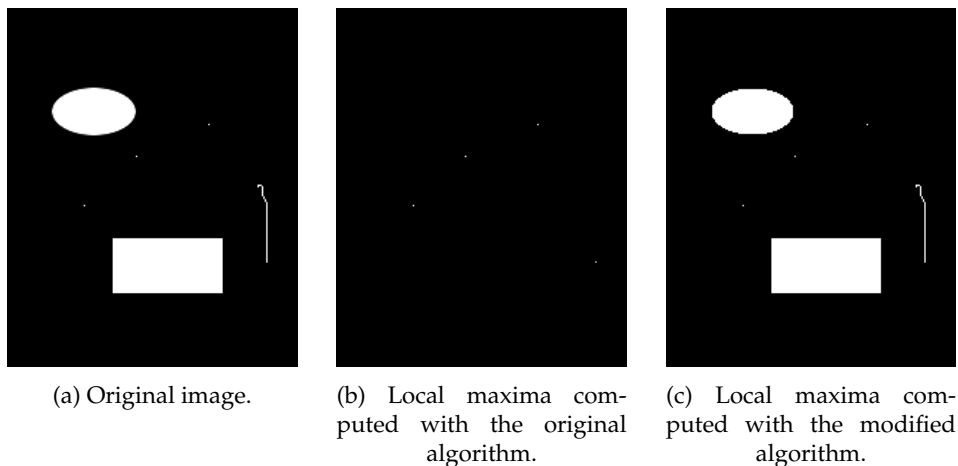 (a) Original image.
(b) Local maxima com-
puted with the original
algorithm.
(c) Local maxima com-
puted with the modified
algorithm.